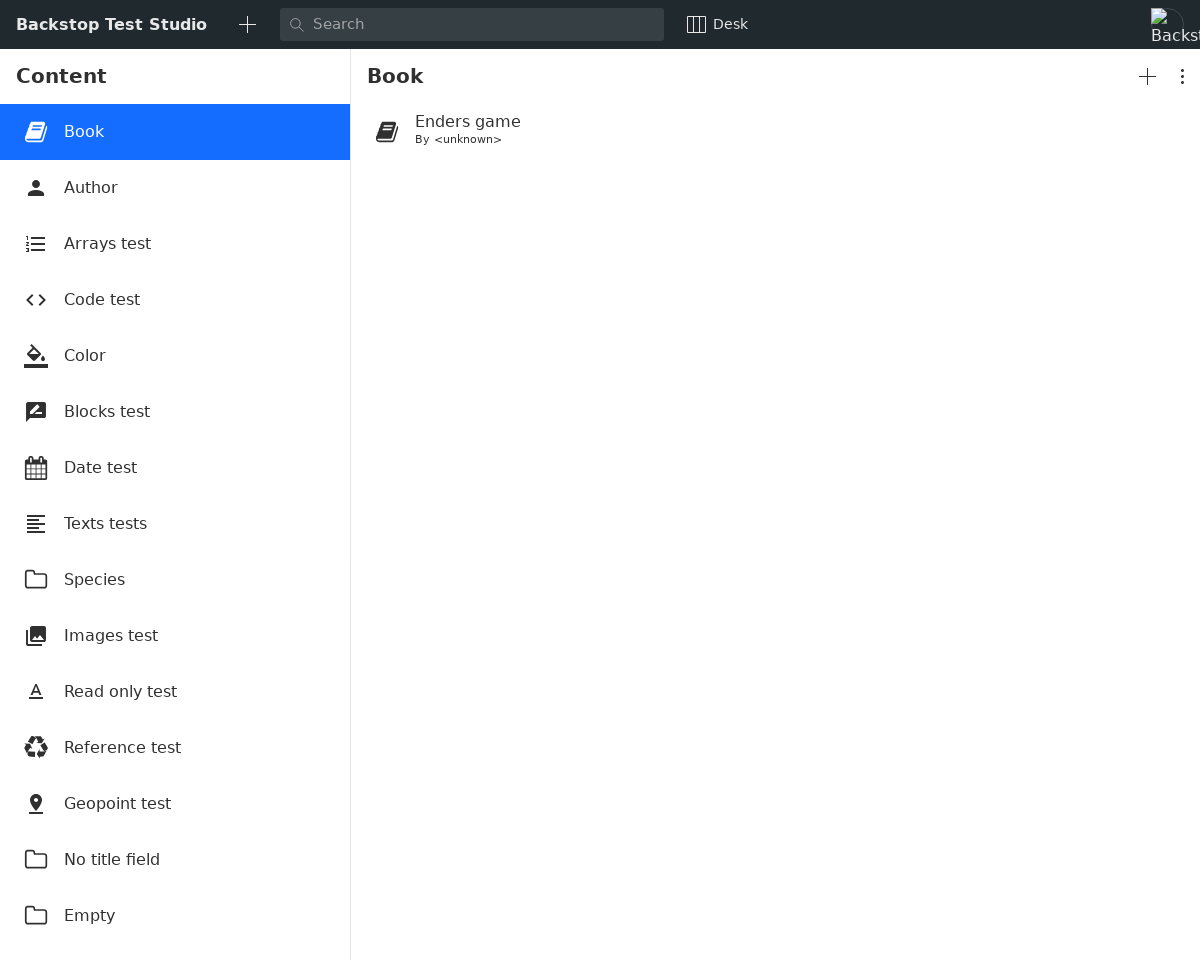 Backstop Test Studio
Search
Desk
Backst
Content
Book
Author
Arrays test
Code test
Color
Blocks test
Date test
Texts tests
Species
Images test
Read only test
Reference test
Geopoint test
No title field
Empty
Book
Enders game
By <unknown>